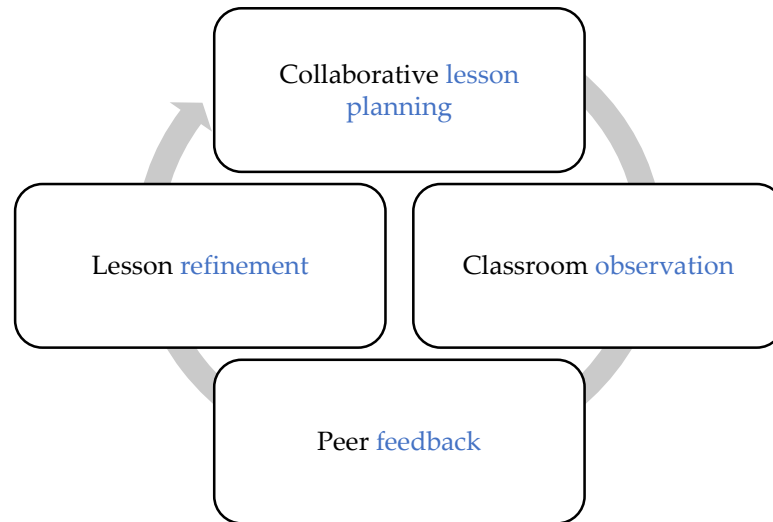 Collaborative lesson
planning
Lesson refinement
Classroom observation
Peer feedback